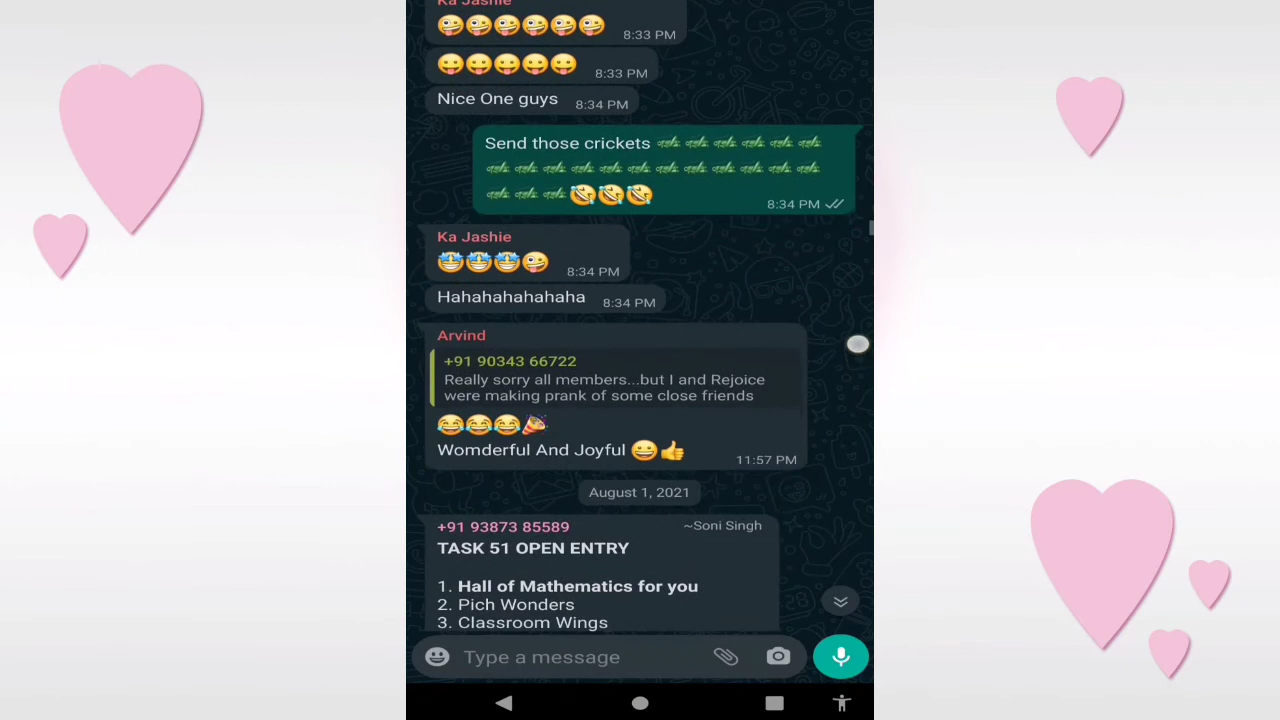 Ka Jashie
🤪🤪🤪🤪🤪🤪 8:33 PM
😛😛😛😛😛 8:33 PM
Nice One guys 8:34 PM
Send those crickets 🦗🦗🦗🦗🦗🦗
🦗🦗🦗🦗🦗🦗🦗🦗🦗🦗🦗🦗
🦗🦗🦗🤣🤣🤣
8:34 PM
Ka Jashie
🤩🤩🤩🤪 8:34 PM
Hahahahahahaha 8:34 PM
Arvind
+91 90343 66722
Really sorry all members...but I and Rejoice
were making prank of some close friends
😂😂😂🎉
Womderful And Joyful 😀👍
11:57 PM
August 1, 2021
+91 93873 85589 ~Soni Singh
TASK 51 OPEN ENTRY
1. Hall of Mathematics for you
2. Pich Wonders
3. Classroom Wings
Type a message